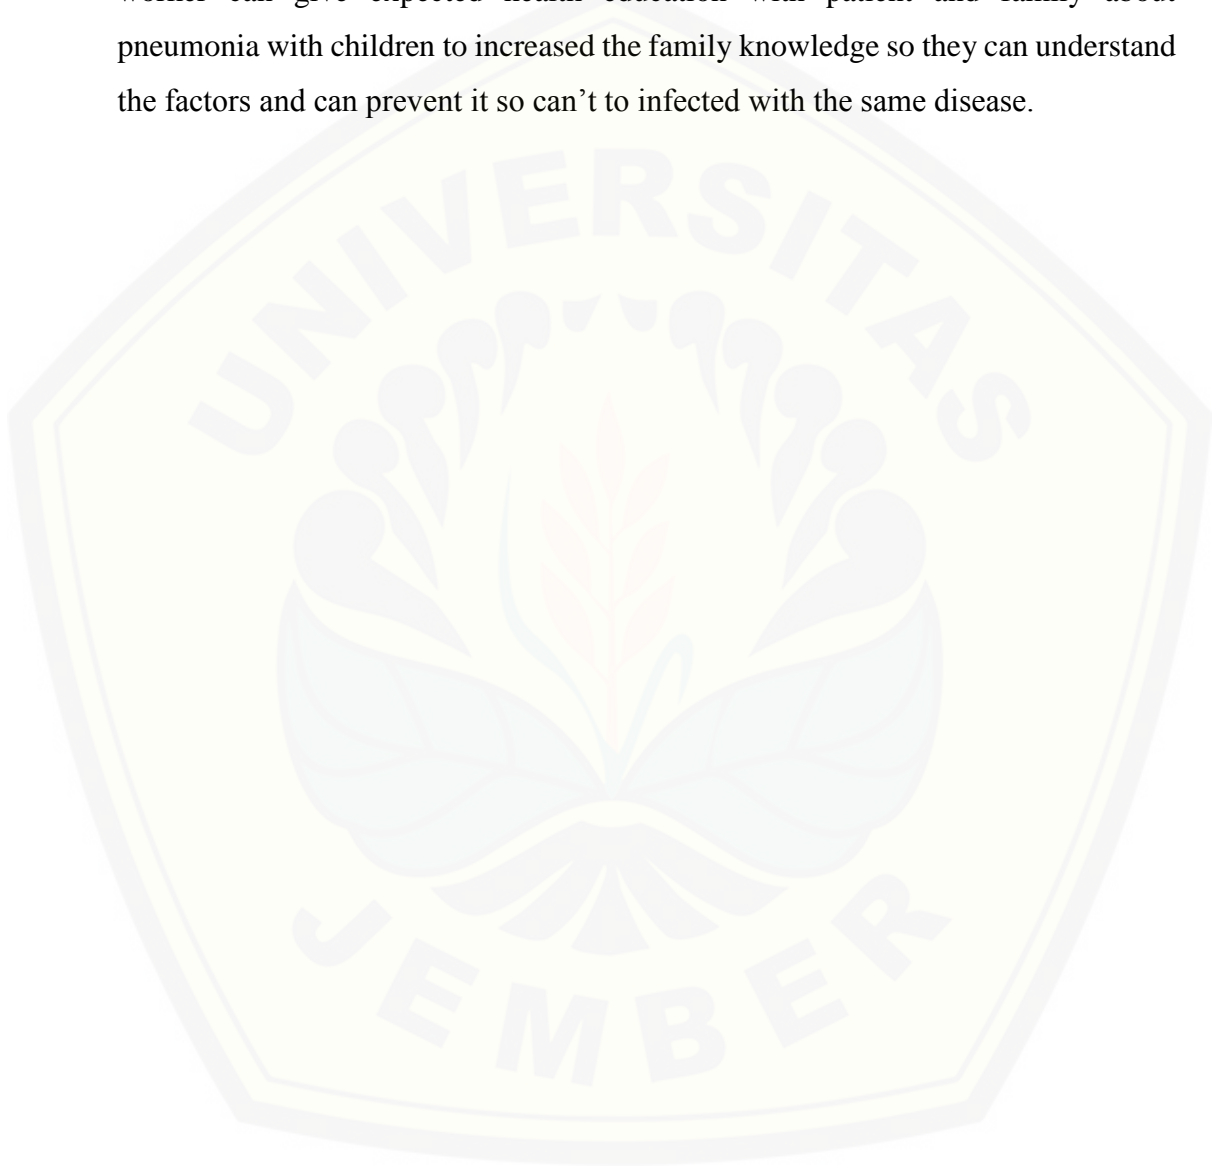 worker can give expected health education with patient and family about
pneumonia with children to increased the family knowledge so they can understand
the factors and can prevent it so can't to infected with the same disease.
UNIVERSITAS
JEMBER